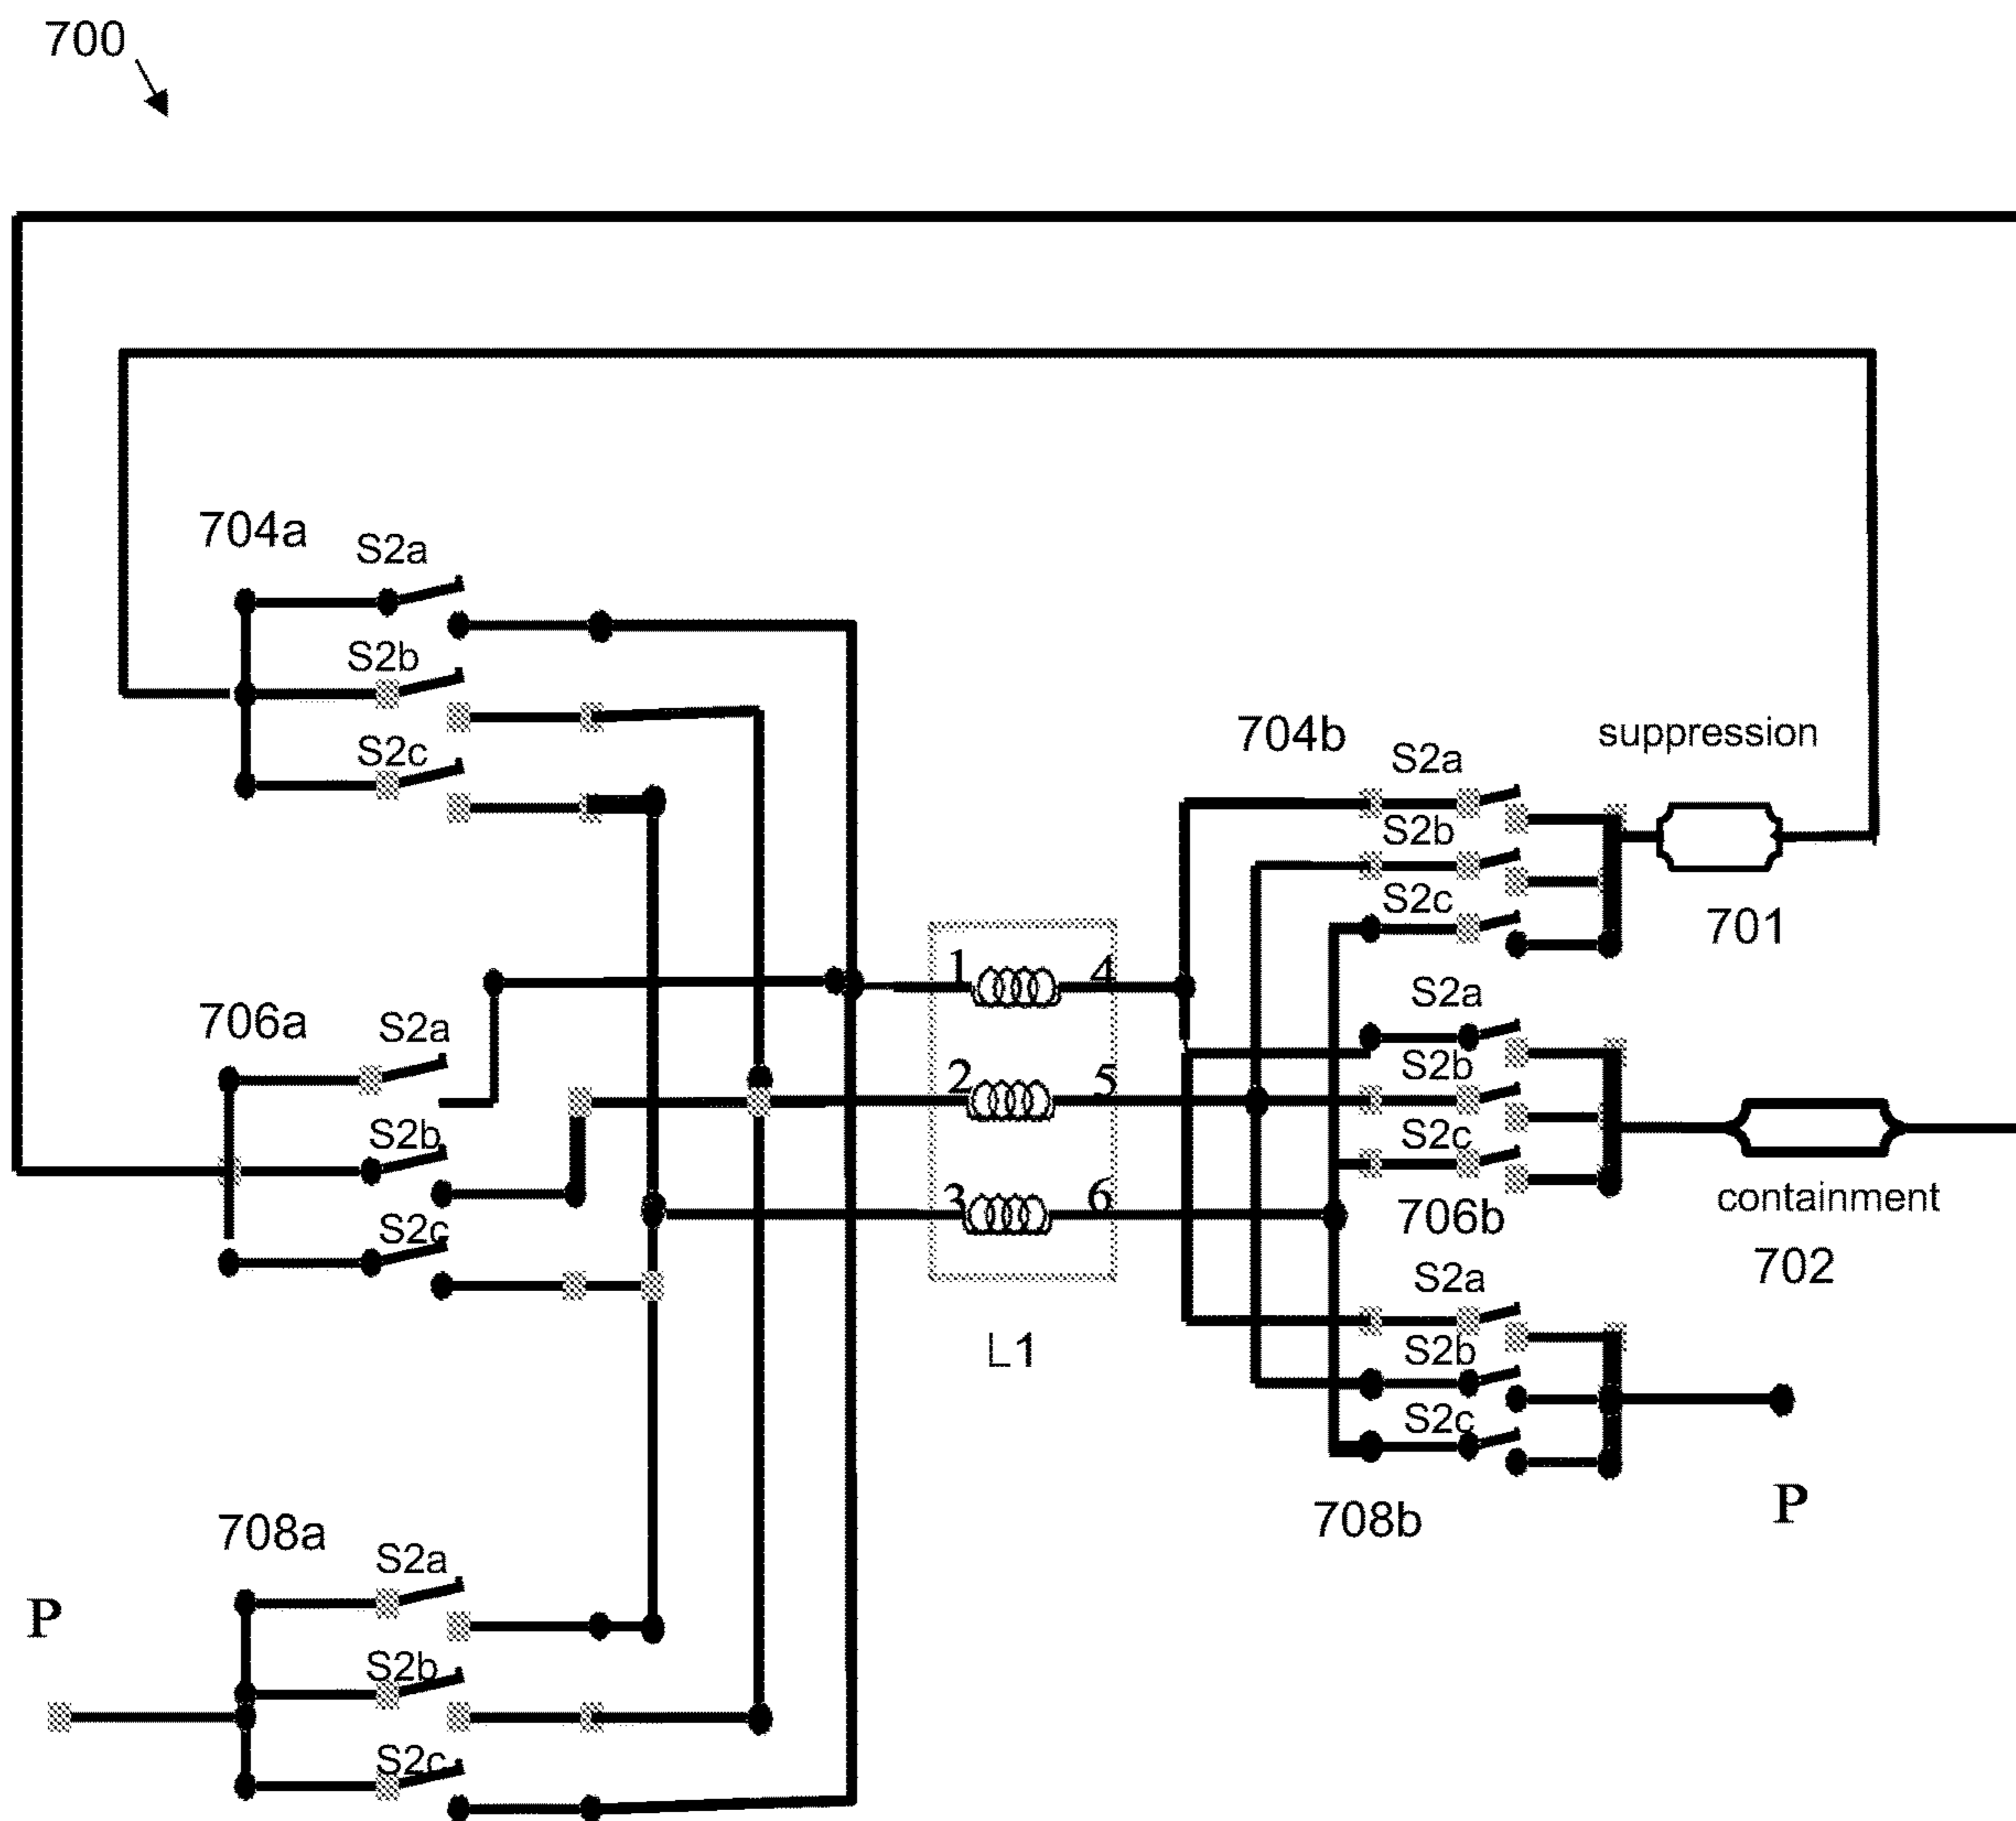 700
704a
S2a
S2b
S2c
704b
S2a
S2b
S2c
suppression
701
706a
S2a
S2b
S2c
1
4
2
5
3
6
L1
S2a
S2b
S2c
706b
containment
702
S2a
S2b
S2c
708b
P
708a
S2a
S2b
S2c
P